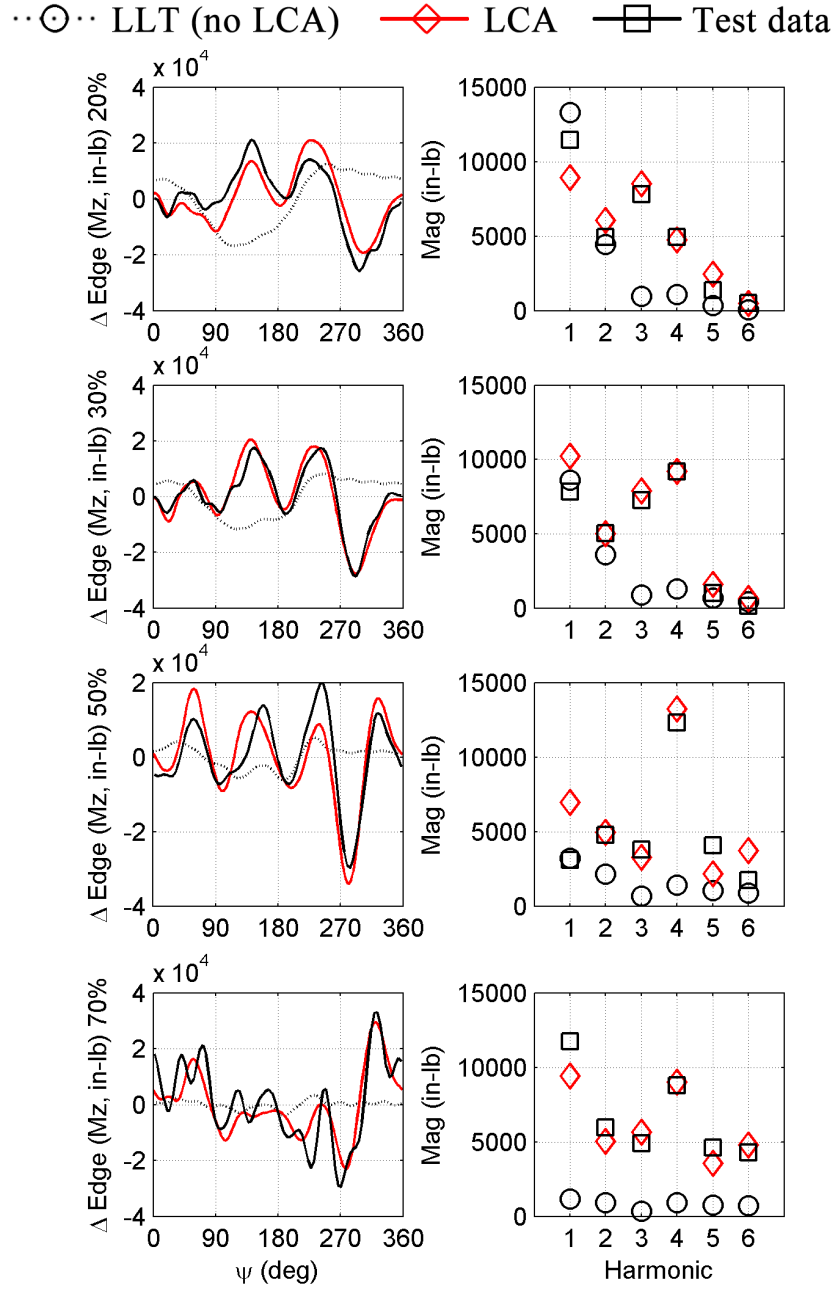 LLT (no LCA) LCA Test data
x 10^4
Δ Edge (Mz, in-lb) 20%
4
2
0
-2
-4
0 90 180 270 360
Mag (in-lb)
15000
10000
5000
0
1 2 3 4 5 6
x 10^4
Δ Edge (Mz, in-lb) 30%
4
2
0
-2
-4
0 90 180 270 360
Mag (in-lb)
15000
10000
5000
0
1 2 3 4 5 6
x 10^4
Δ Edge (Mz, in-lb) 50%
2
0
-2
-4
0 90 180 270 360
Mag (in-lb)
15000
10000
5000
0
1 2 3 4 5 6
x 10^4
Δ Edge (Mz, in-lb) 70%
4
2
0
-2
-4
0 90 180 270 360
ψ (deg)
Mag (in-lb)
15000
10000
5000
0
1 2 3 4 5 6
Harmonic